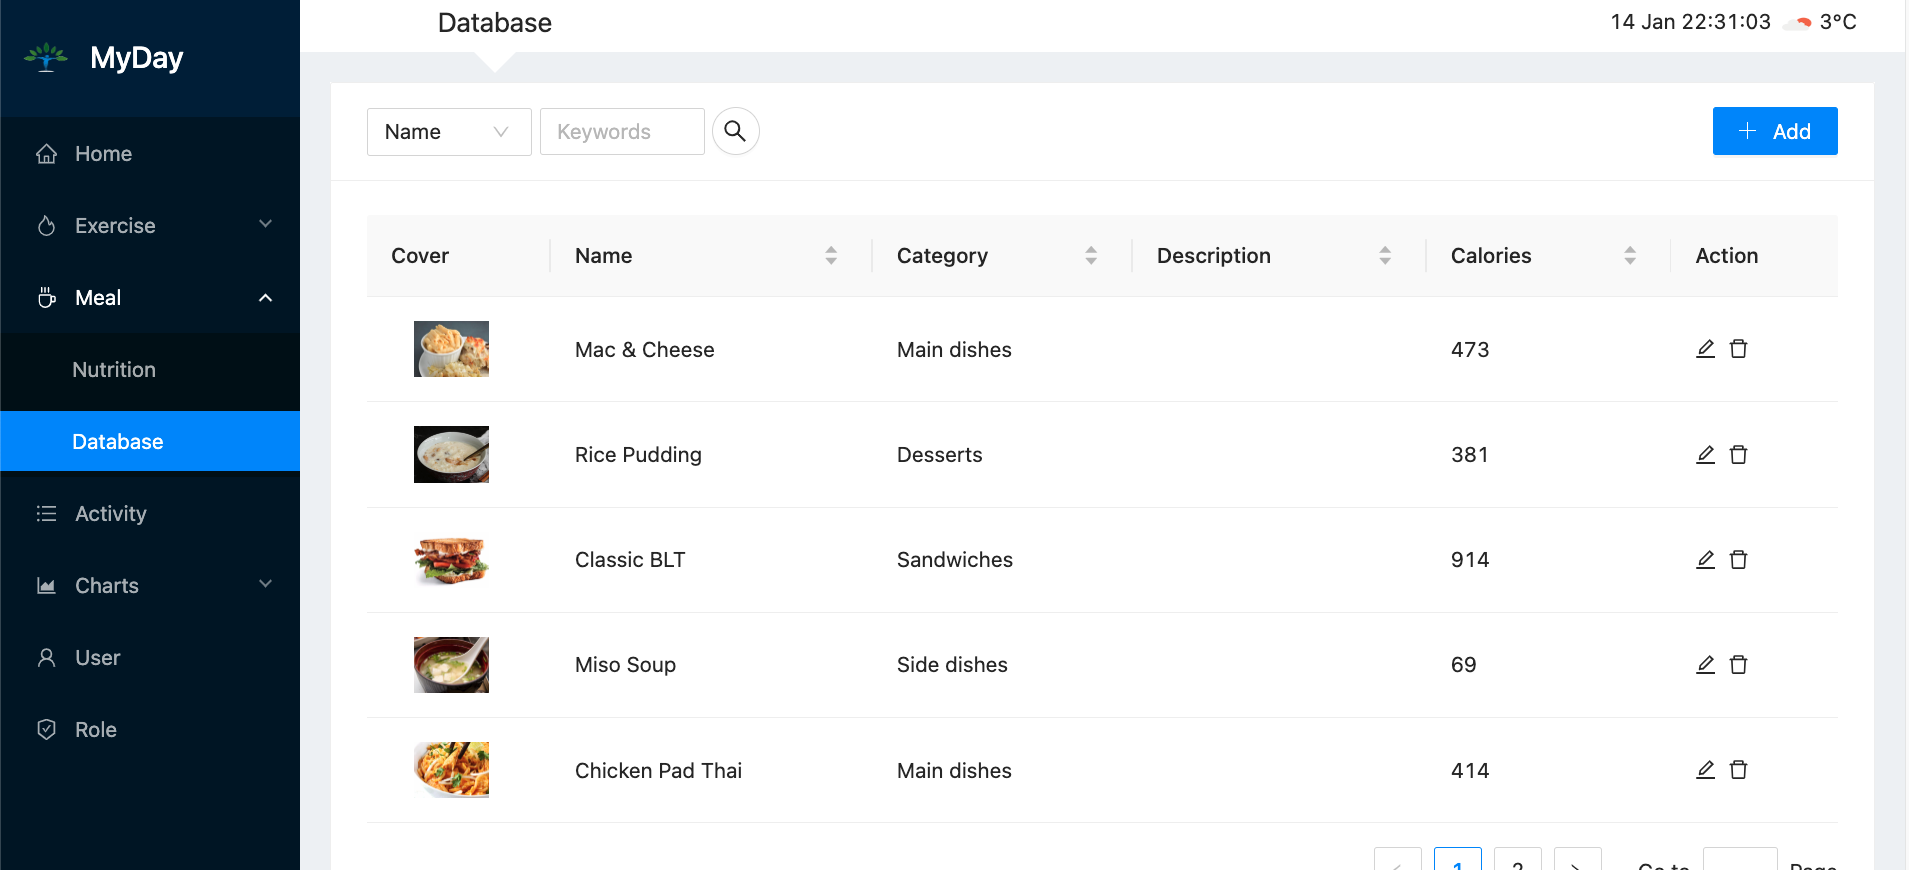 MyDay
Database
14 Jan 22:31:03 3°C
Home
Exercise
Meal
Nutrition
Database
Activity
Charts
User
Role
Name
Keywords
Add
Cover Name Category Description Calories Action
Mac & Cheese Main dishes 473
Rice Pudding Desserts 381
Classic BLT Sandwiches 914
Miso Soup Side dishes 69
Chicken Pad Thai Main dishes 414
1 2 Go to Page